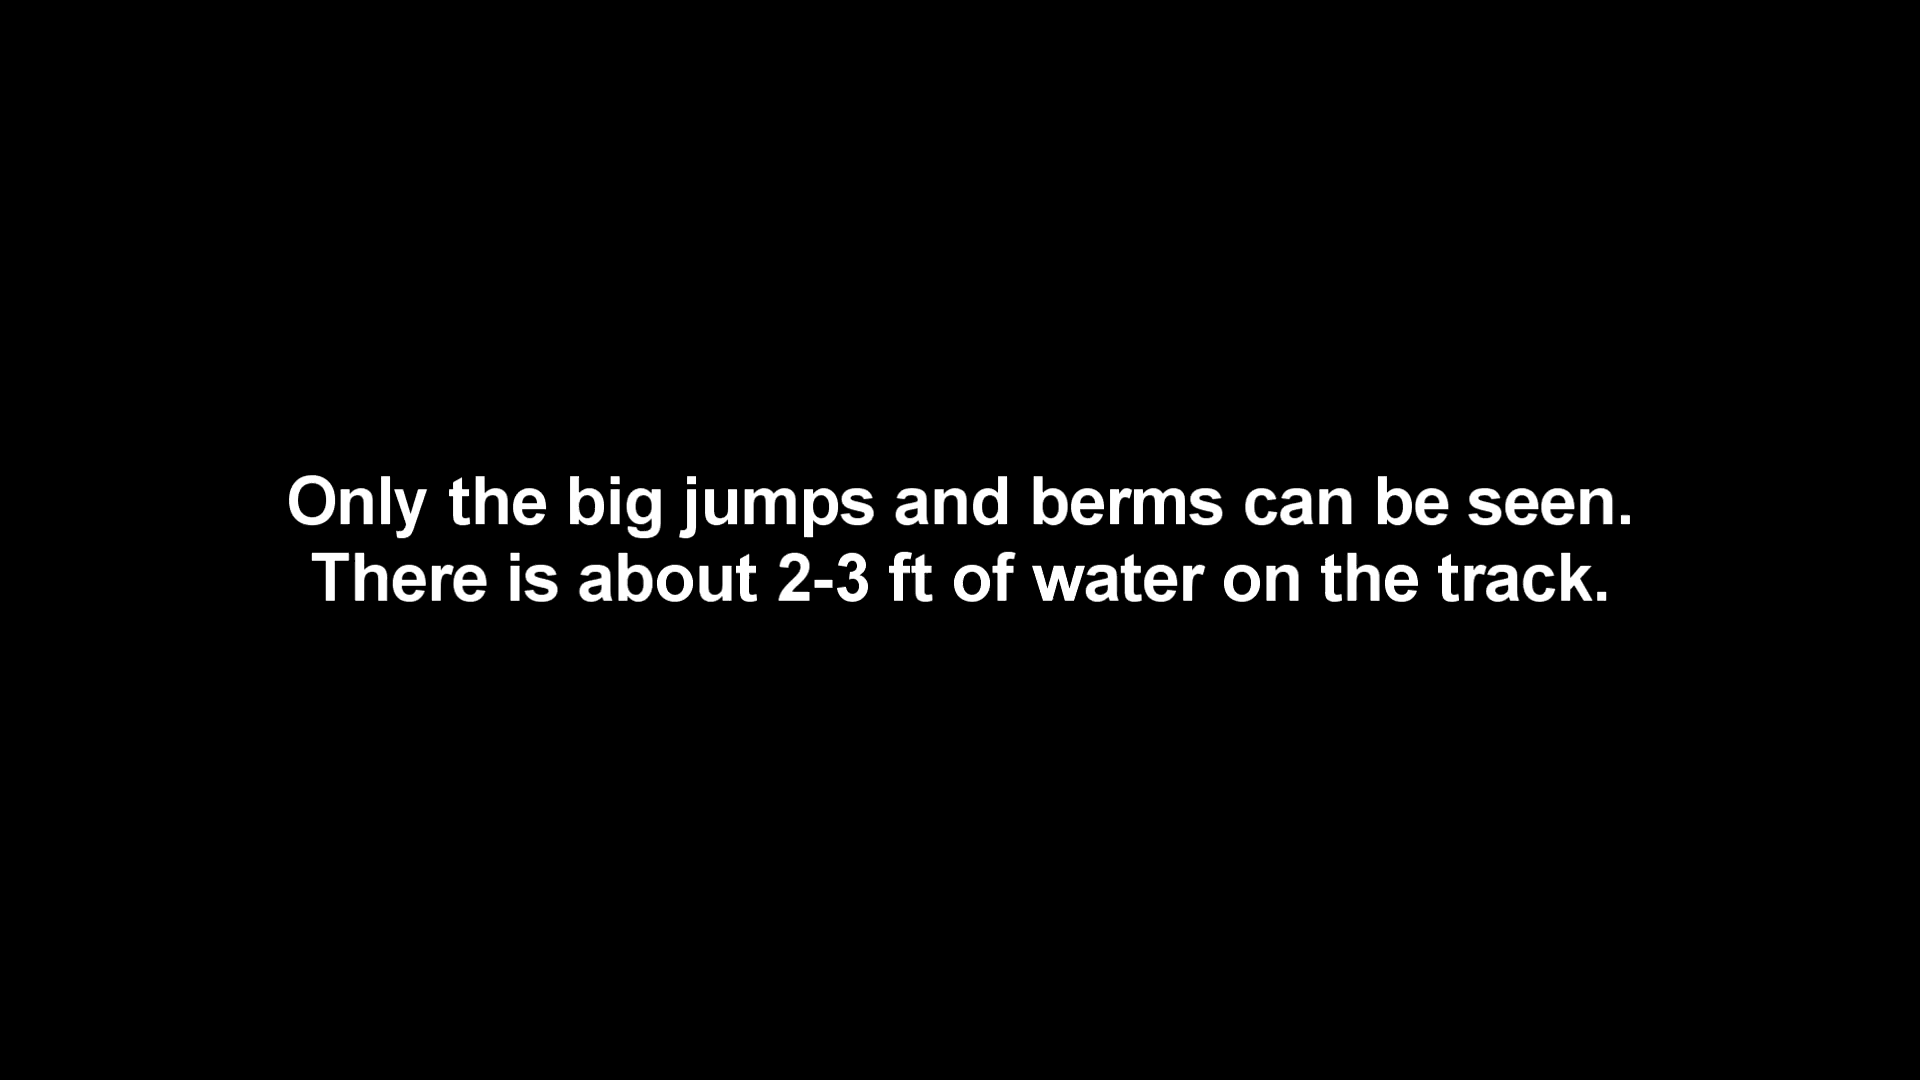 Only the big jumps and berms can be seen.
There is about 2-3 ft of water on the track.